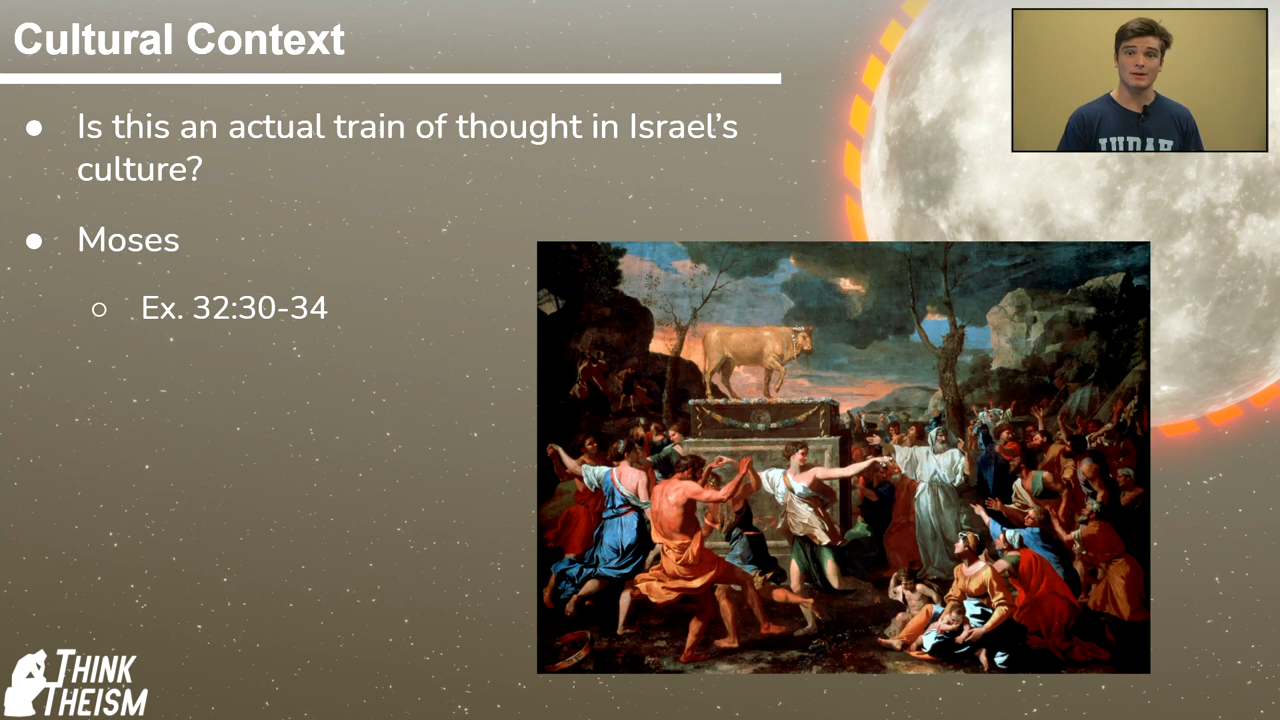 Cultural Context
● Is this an actual train of thought in Israel's
culture?
● Moses
○ Ex. 32:30-34
JUDAH
THINK
THEISM